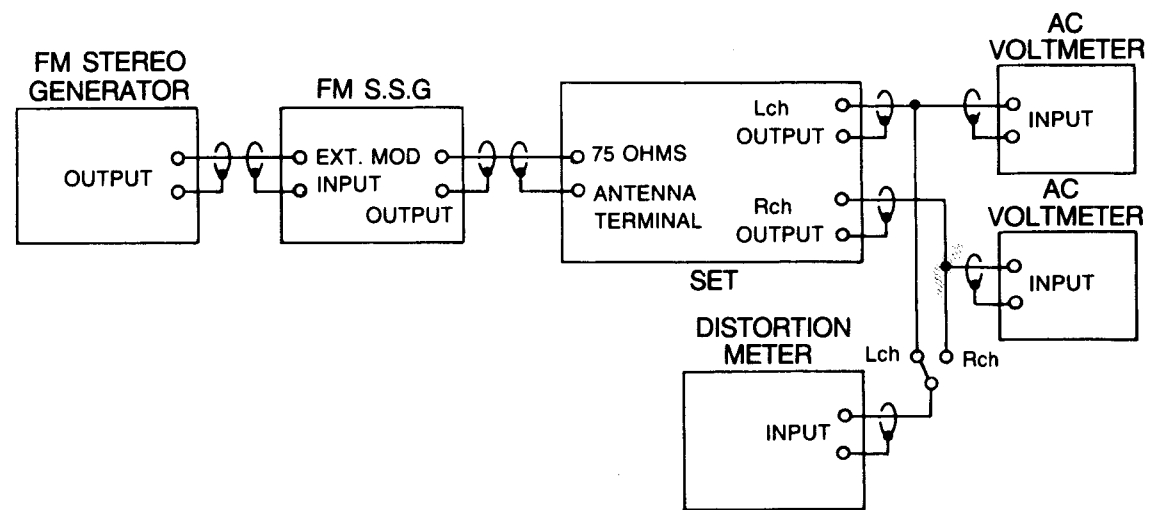 FM STEREO
GENERATOR
OUTPUT
FM S.S.G
EXT. MOD
INPUT
OUTPUT
75 OHMS
ANTENNA
TERMINAL
Lch
OUTPUT
Rch
OUTPUT
SET
AC
VOLTMETER
INPUT
AC
VOLTMETER
INPUT
DISTORTION
METER
Lch
Rch
INPUT